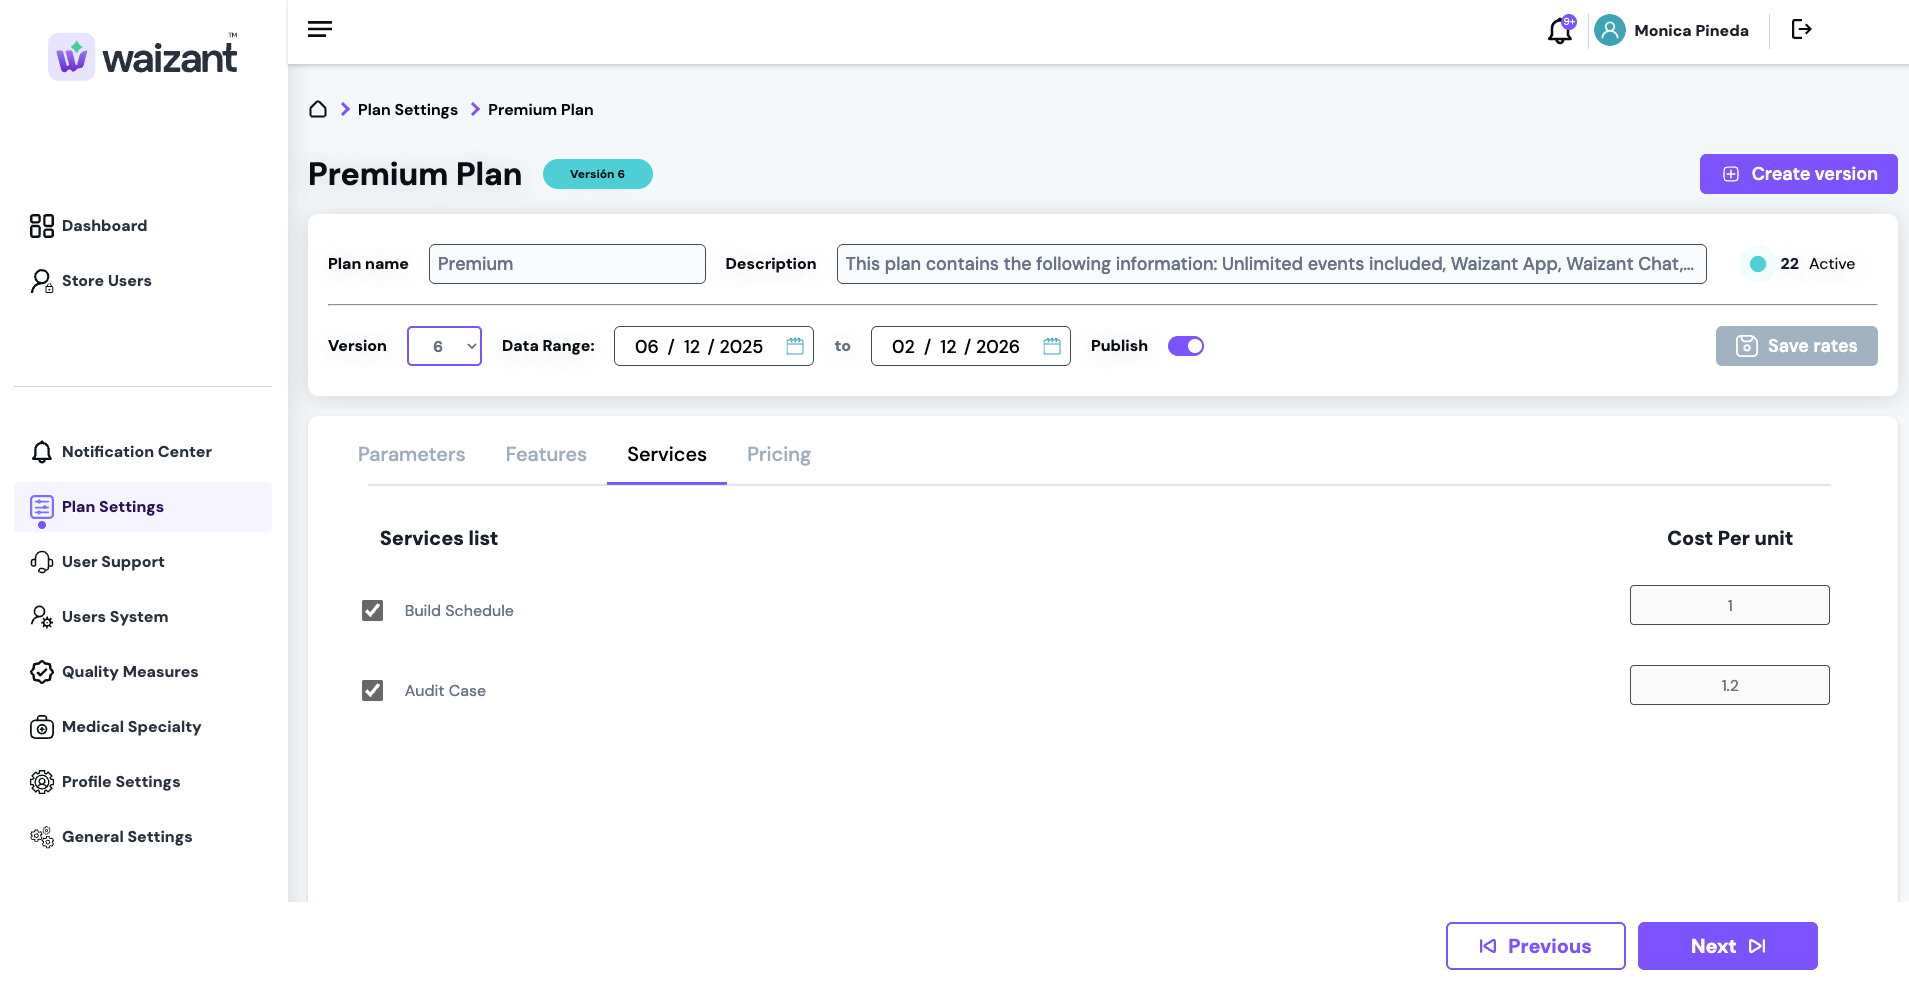 waizant™
9+
Monica Pineda
Plan Settings
Premium Plan
Premium Plan
Versión 6
Create version
Dashboard
Store Users
Plan name
Premium
Description
This plan contains the following information: Unlimited events included, Waizant App, Waizant Chat,...
22 Active
Version
6
Data Range:
06 / 12 / 2025
to
02 / 12 / 2026
Publish
Save rates
Notification Center
Plan Settings
User Support
Users System
Quality Measures
Medical Specialty
Profile Settings
General Settings
Parameters
Features
Services
Pricing
Services list
Cost Per unit
Build Schedule
1
Audit Case
1.2
Previous
Next